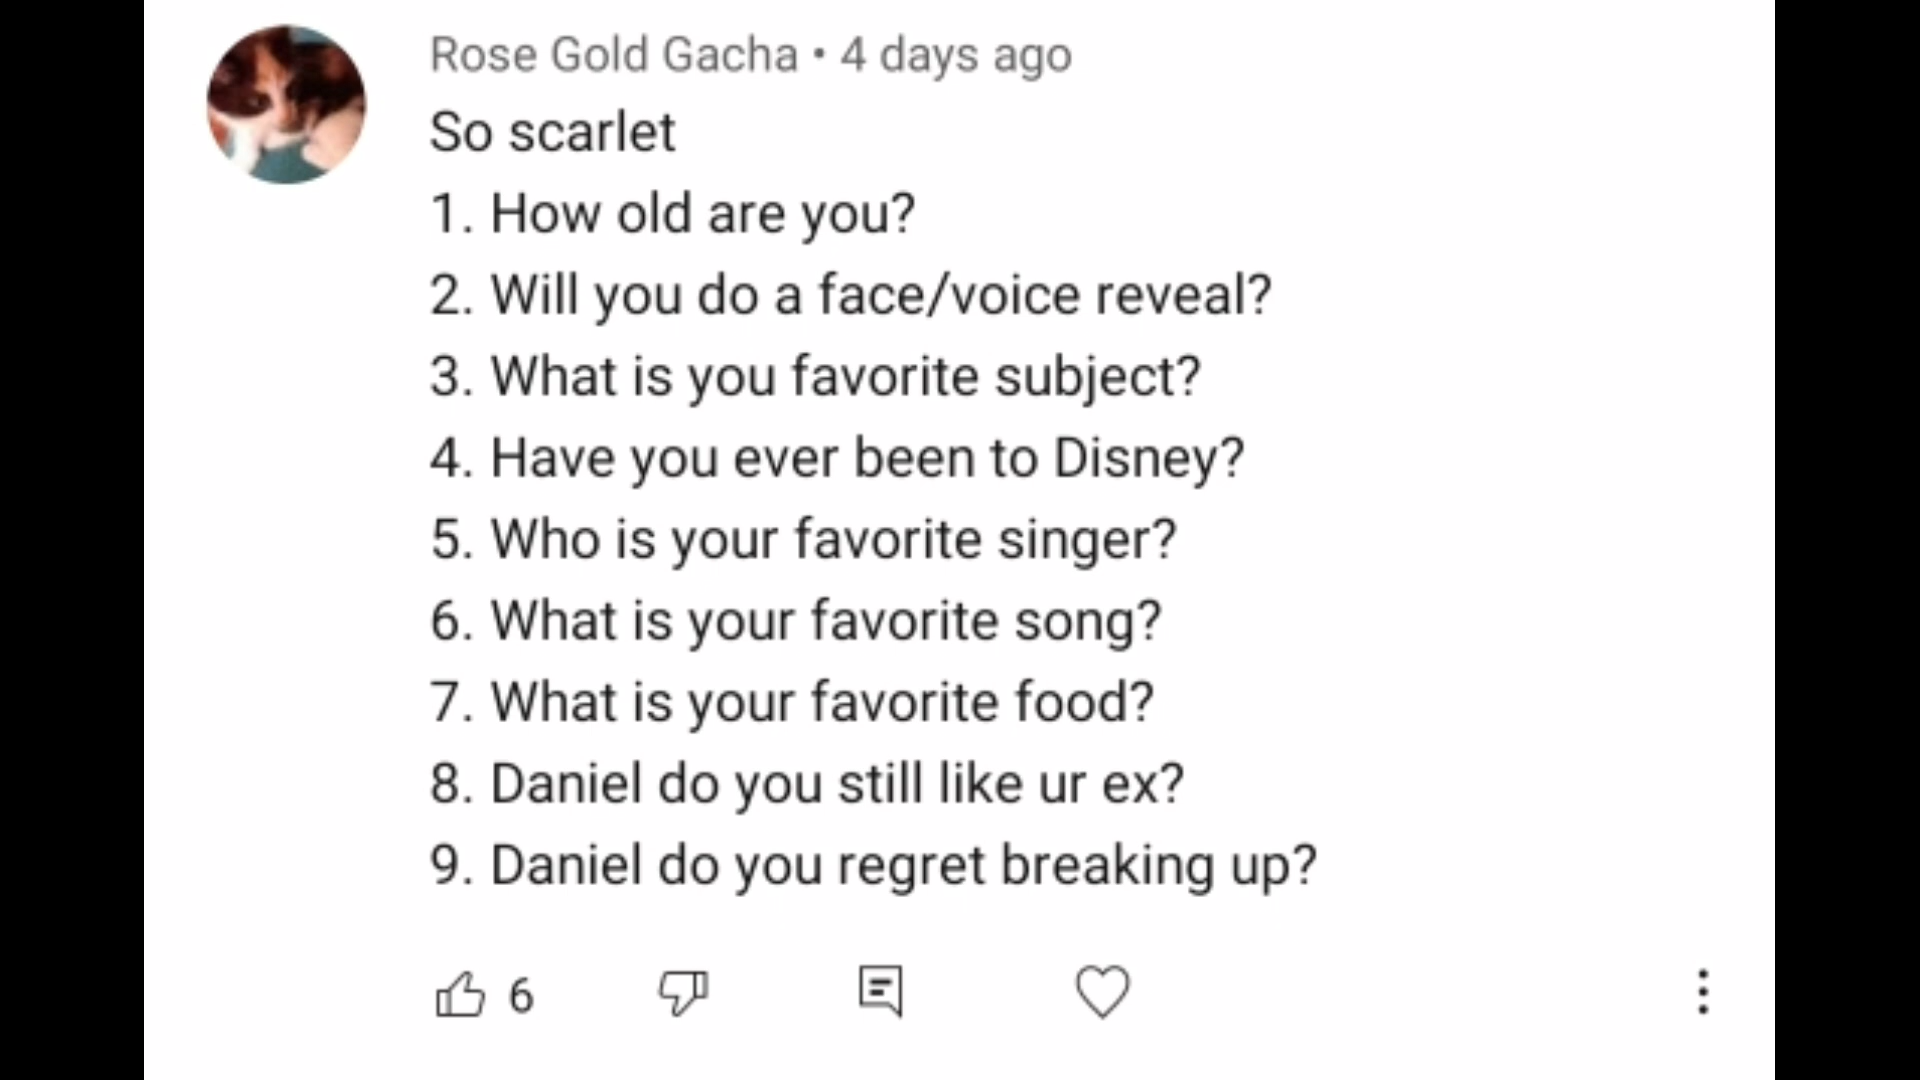 Rose Gold Gacha • 4 days ago
So scarlet
1. How old are you?
2. Will you do a face/voice reveal?
3. What is you favorite subject?
4. Have you ever been to Disney?
5. Who is your favorite singer?
6. What is your favorite song?
7. What is your favorite food?
8. Daniel do you still like ur ex?
9. Daniel do you regret breaking up?
6